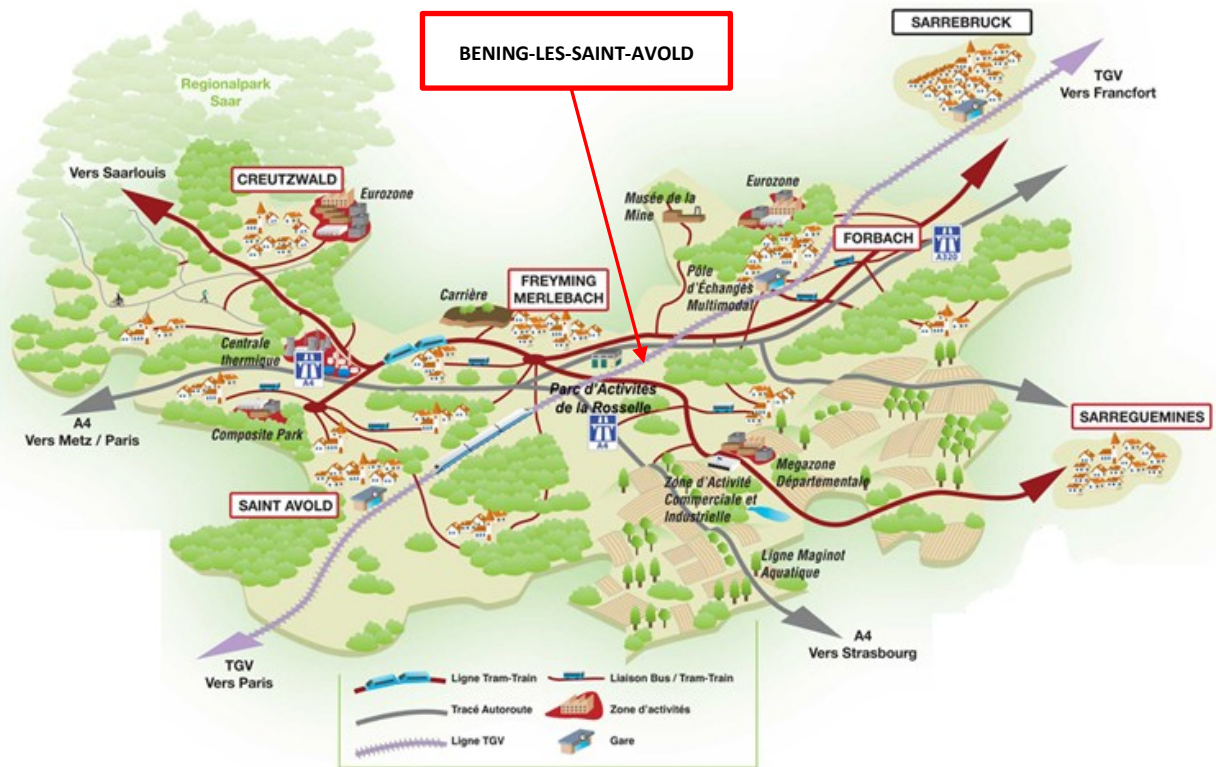 BENING-LES-SAINT-AVOLD
SARREBRUCK
TGV
Vers Francfort
Regionalpark
Saar
Vers Saarlouis
CREUTZWALD
Eurozone
Musée de la
Mine
Eurozone
FORBACH
A320
Pôle
d'Échanges
Multimodal
FREYMING
MERLEBACH
Carrière
Centrale
thermique
A4
A4
Vers Metz / Paris
Composite Park
Parc d'Activités
de la Rosselle
A4
SARREGUEMINES
Megazone
Départementale
Zone d'Activité
Commerciale et
Industrielle
SAINT AVOLD
Ligne Maginot
Aquatique
A4
Vers Strasbourg
TGV
Vers Paris
Ligne Tram-Train
Liaison Bus / Tram-Train
Tracé Autoroute
Zone d'activités
Ligne TGV
Gare